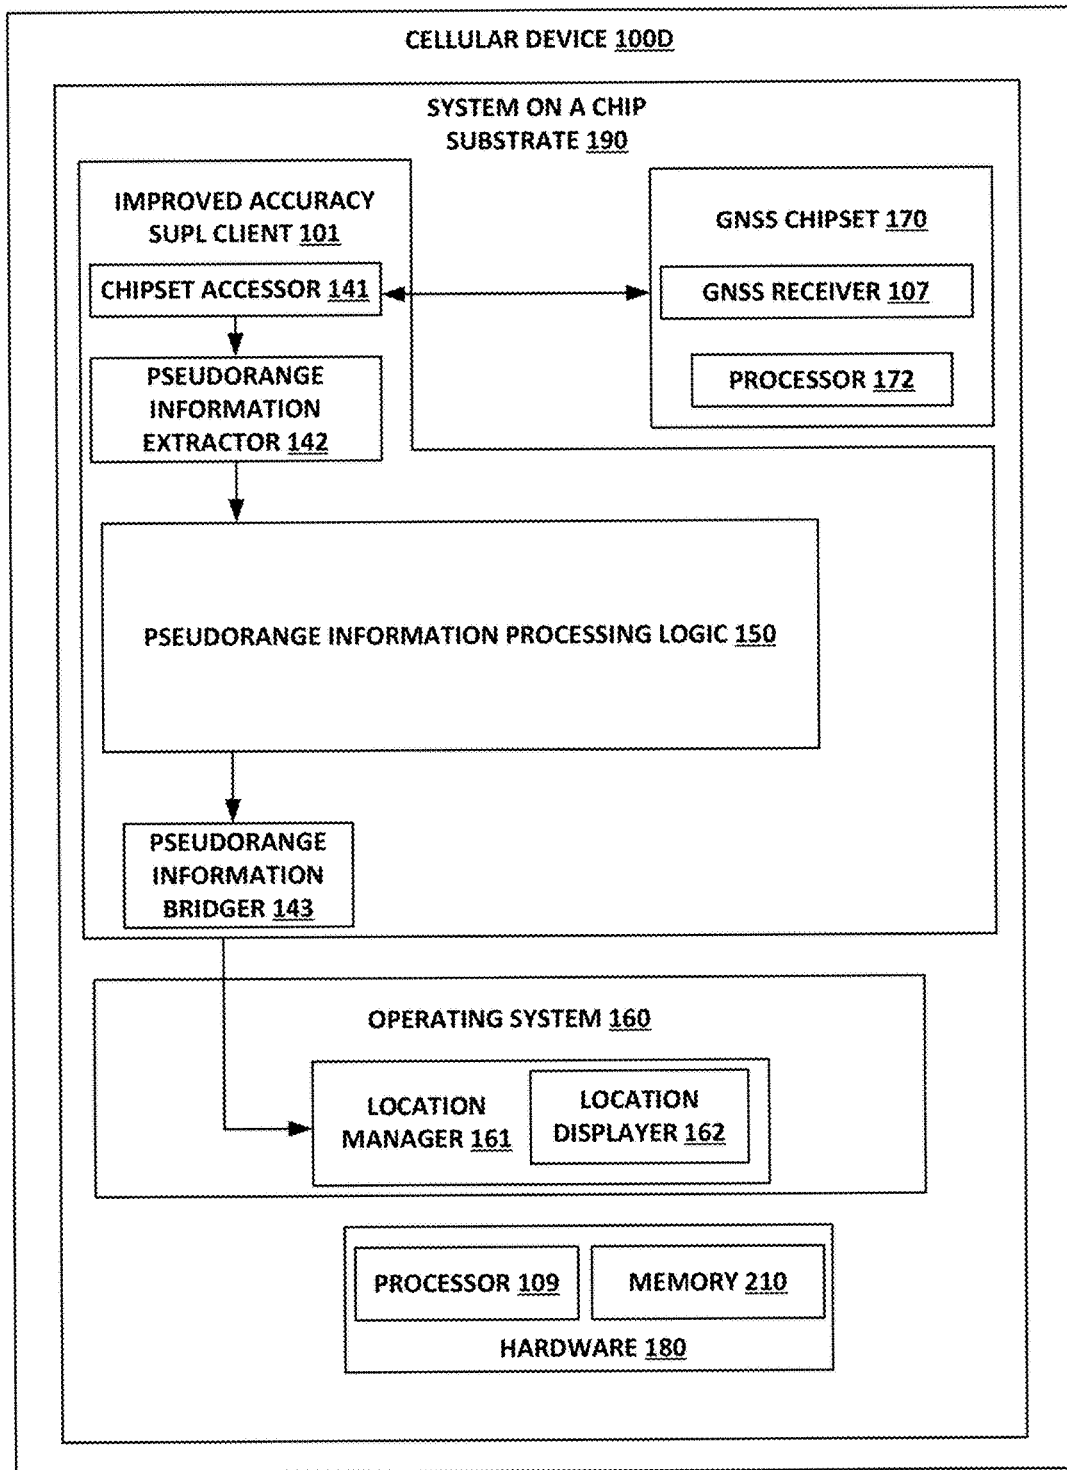 CELLULAR DEVICE 100D
SYSTEM ON A CHIP
SUBSTRATE 190
IMPROVED ACCURACY
SUPL CLIENT 101
CHIPSET ACCESSOR 141
PSEUDORANGE
INFORMATION
EXTRACTOR 142
GNSS CHIPSET 170
GNSS RECEIVER 107
PROCESSOR 172
PSEUDORANGE INFORMATION PROCESSING LOGIC 150
PSEUDORANGE
INFORMATION
BRIDGER 143
OPERATING SYSTEM 160
LOCATION
MANAGER 161
LOCATION
DISPLAYER 162
PROCESSOR 109
MEMORY 210
HARDWARE 180